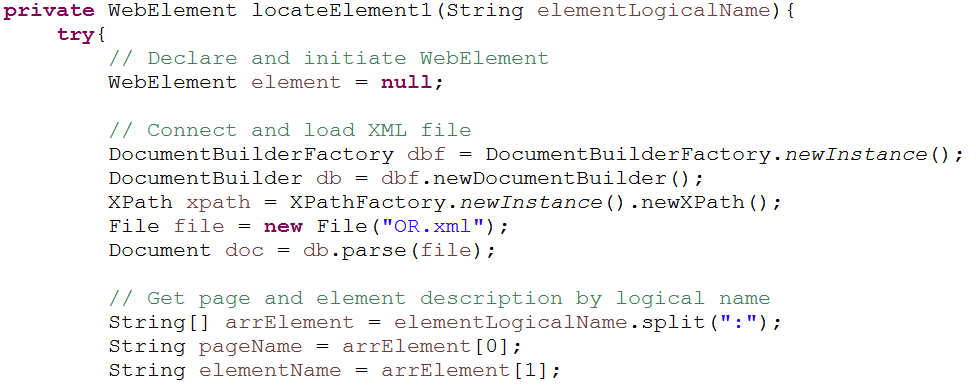 private WebElement locateElement1(String elementLogicalName){
try{
// Declare and initiate WebElement
WebElement element = null;
// Connect and load XML file
DocumentBuilderFactory dbf = DocumentBuilderFactory.newInstance();
DocumentBuilder db = dbf.newDocumentBuilder();
XPath xpath = XPathFactory.newInstance().newXPath();
File file = new File("OR.xml");
Document doc = db.parse(file);
// Get page and element description by logical name
String[] arrElement = elementLogicalName.split(":");
String pageName = arrElement[0];
String elementName = arrElement[1];